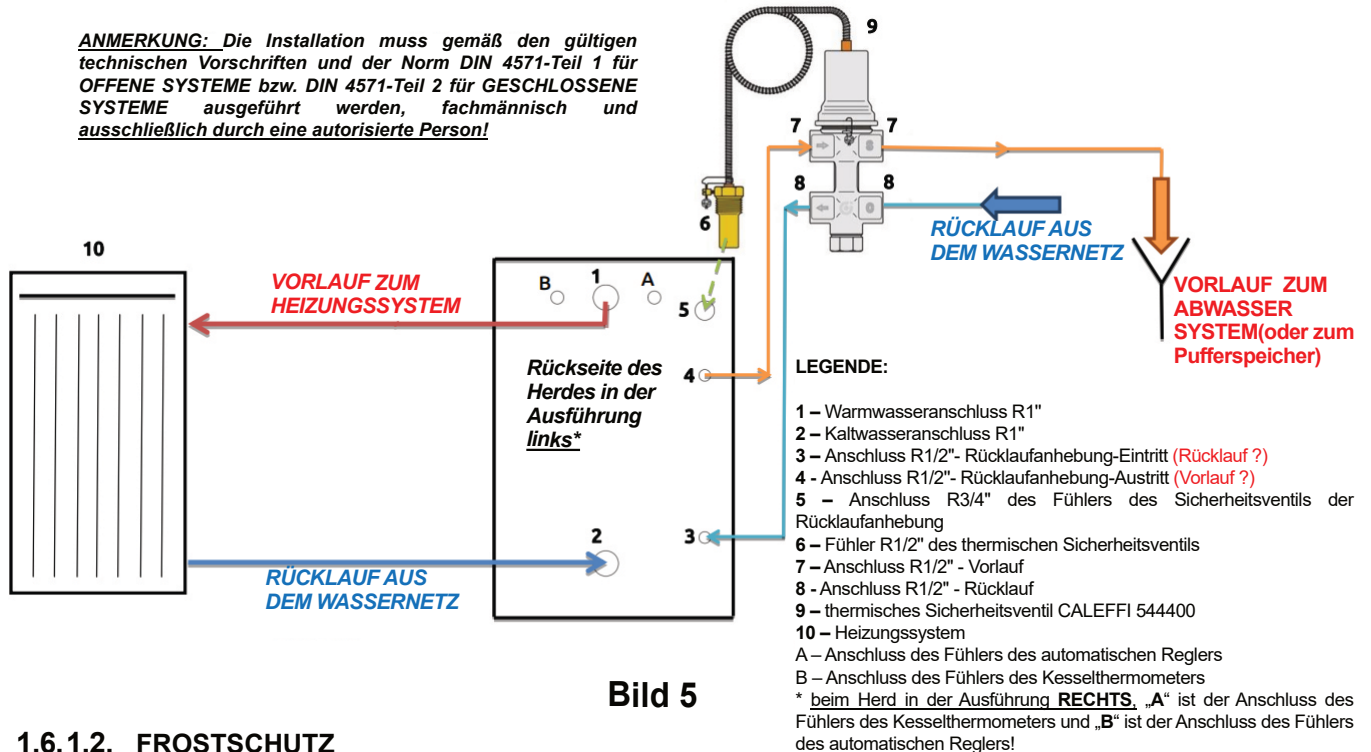 ANMERKUNG: Die Installation muss gemäß den gültigen
technischen Vorschriften und der Norm DIN 4571-Teil 1 für
OFFENE SYSTEME bzw. DIN 4571-Teil 2 für GESCHLOSSENE
SYSTEME ausgeführt werden, fachmännisch und
ausschließlich durch eine autorisierte Person!
9
7 7
8 8
6
RÜCKLAUF AUS
DEM WASSERNETZ
10
VORLAUF ZUM
HEIZUNGSSYSTEM
B 1 A
5
VORLAUF ZUM
ABWASSER
SYSTEM(oder zum
Pufferspeicher)
Rückseite des
Herdes in der
Ausführung
links*
4
3
2
RÜCKLAUF AUS
DEM WASSERNETZ
LEGENDE:
1 – Warmwasseranschluss R1"
2 – Kaltwasseranschluss R1"
3 – Anschluss R1/2"- Rücklaufanhebung-Eintritt (Rücklauf ?)
4 - Anschluss R1/2"- Rücklaufanhebung-Austritt (Vorlauf ?)
5 – Anschluss R3/4" des Fühlers des Sicherheitsventils der
Rücklaufanhebung
6 – Fühler R1/2" des thermischen Sicherheitsventils
7 – Anschluss R1/2" - Vorlauf
8 - Anschluss R1/2" - Rücklauf
9 – thermisches Sicherheitsventil CALEFFI 544400
10 – Heizungssystem
A – Anschluss des Fühlers des automatischen Reglers
B – Anschluss des Fühlers des Kesselthermometers
* beim Herd in der Ausführung RECHTS, „A“ ist der Anschluss des
Fühlers des Kesselthermometers und „B“ ist der Anschluss des Fühlers
des automatischen Reglers!
Bild 5
1.6.1.2. FROSTSCHUTZ